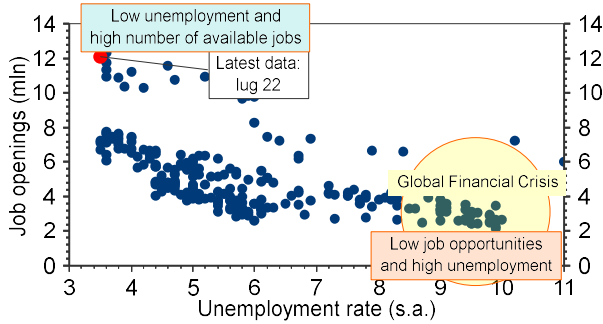 Low unemployment and
high number of available jobs
Latest data:
lug 22
Global Financial Crisis
Low job opportunities
and high unemployment
Job openings (mln)
14
12
10
8
6
4
2
0
14
12
10
8
6
4
2
0
3 4 5 6 7 8 9 10 11
Unemployment rate (s.a.)